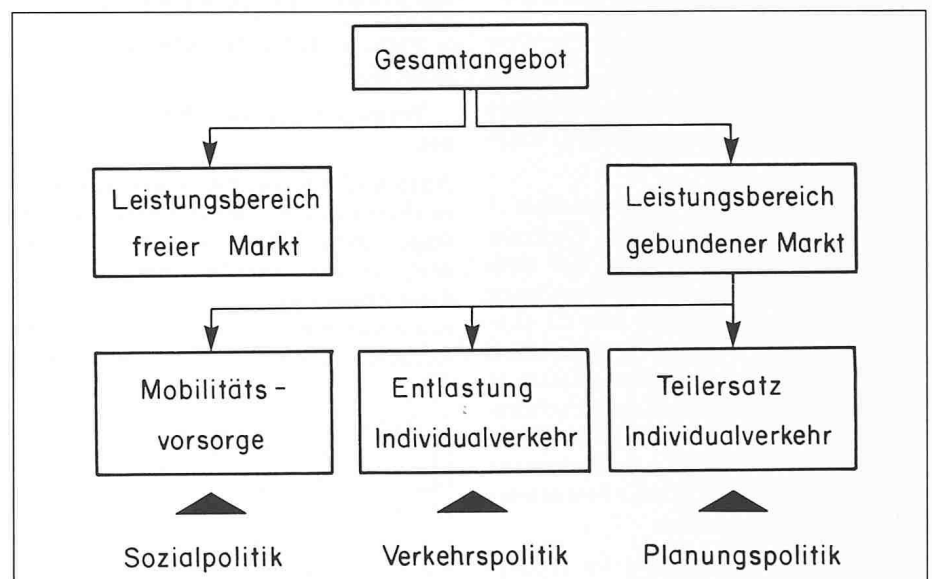 Gesamtangebot
Leistungsbereich
freier Markt
Leistungsbereich
gebundener Markt
Mobilitäts-
vorsorge
Entlastung
Individualverkehr
Teilersatz
Individualverkehr
Sozialpolitik
Verkehrspolitik
Planungspolitik